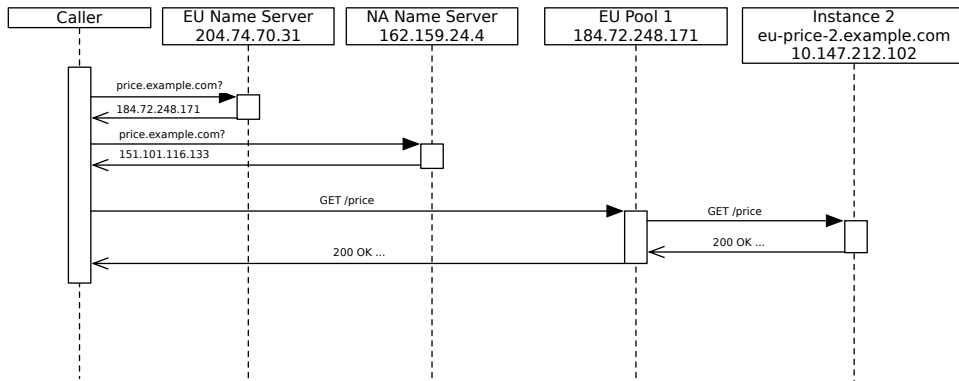 Caller
EU Name Server
204.74.70.31
NA Name Server
162.159.24.4
EU Pool 1
184.72.248.171
Instance 2
eu-price-2.example.com
10.147.212.102
price.example.com?
184.72.248.171
price.example.com?
151.101.116.133
GET /price
GET /price
200 OK ...
200 OK ...